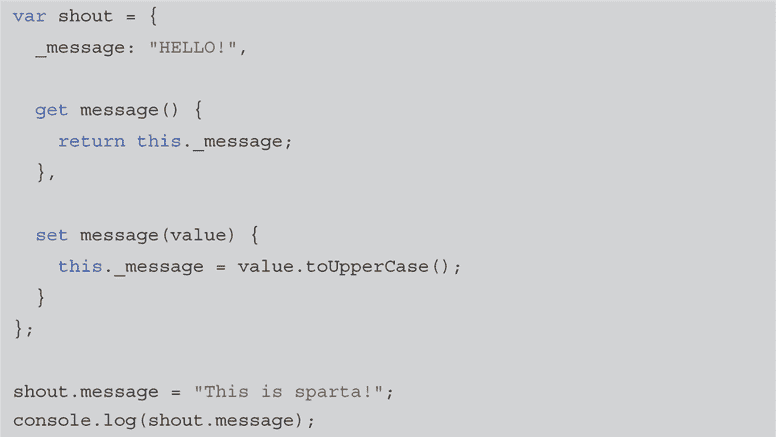 var shout = {
  _message: "HELLO!",

  get message() {
    return this._message;
  },

  set message(value) {
    this._message = value.toUpperCase();
  }
};

shout.message = "This is sparta!";
console.log(shout.message);